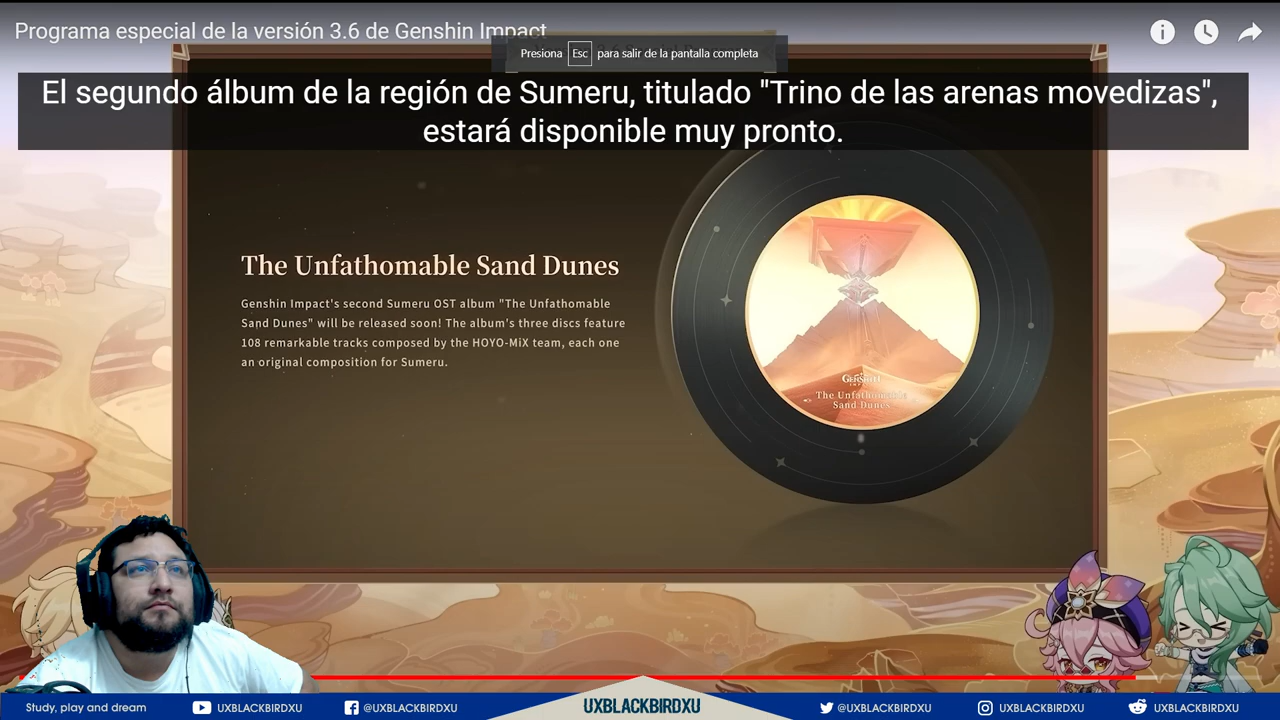 Programa especial de la versión 3.6 de Genshin Impact
Presiona Esc para salir de la pantalla completa
El segundo álbum de la región de Sumeru, titulado "Trino de las arenas movedizas",
estará disponible muy pronto.
The Unfathomable Sand Dunes
Genshin Impact's second Sumeru OST album "The Unfathomable
Sand Dunes" will be released soon! The album's three discs feature
108 remarkable tracks composed by the HOYO-MiX team, each one
an original composition for Sumeru.
GENSHIN
IMPACT
The Unfathomable
Sand Dunes
Study, play and dream
UXBLACKBIRDXU
@UXBLACKBIRDXU
UXBLACKBIRDXU
@UXBLACKBIRDXU
UXBLACKBIRDXU
UXBLACKBIRDXU